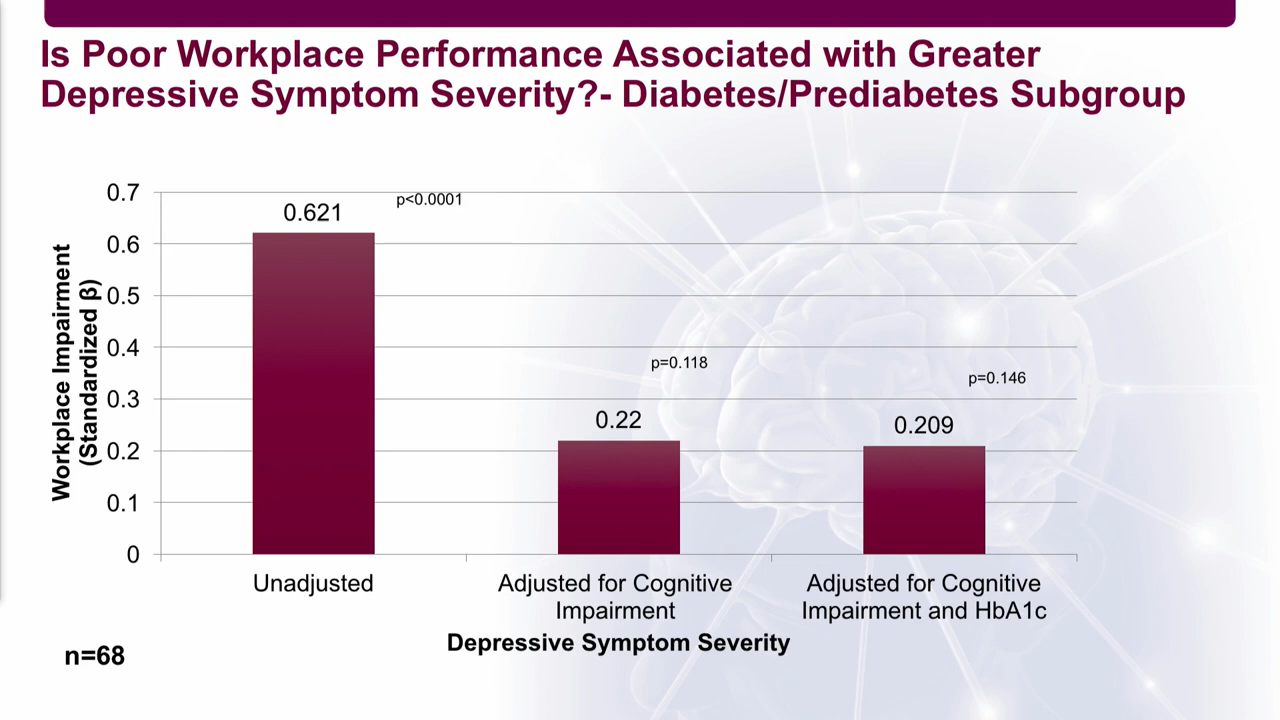 Is Poor Workplace Performance Associated with Greater
Depressive Symptom Severity?- Diabetes/Prediabetes Subgroup
Workplace Impairment
(Standardized β)
0.7
0.6
0.5
0.4
0.3
0.2
0.1
0
0.621
p<0.0001
0.22
p=0.118
0.209
p=0.146
Unadjusted
Adjusted for Cognitive
Impairment
Adjusted for Cognitive
Impairment and HbA1c
Depressive Symptom Severity
n=68